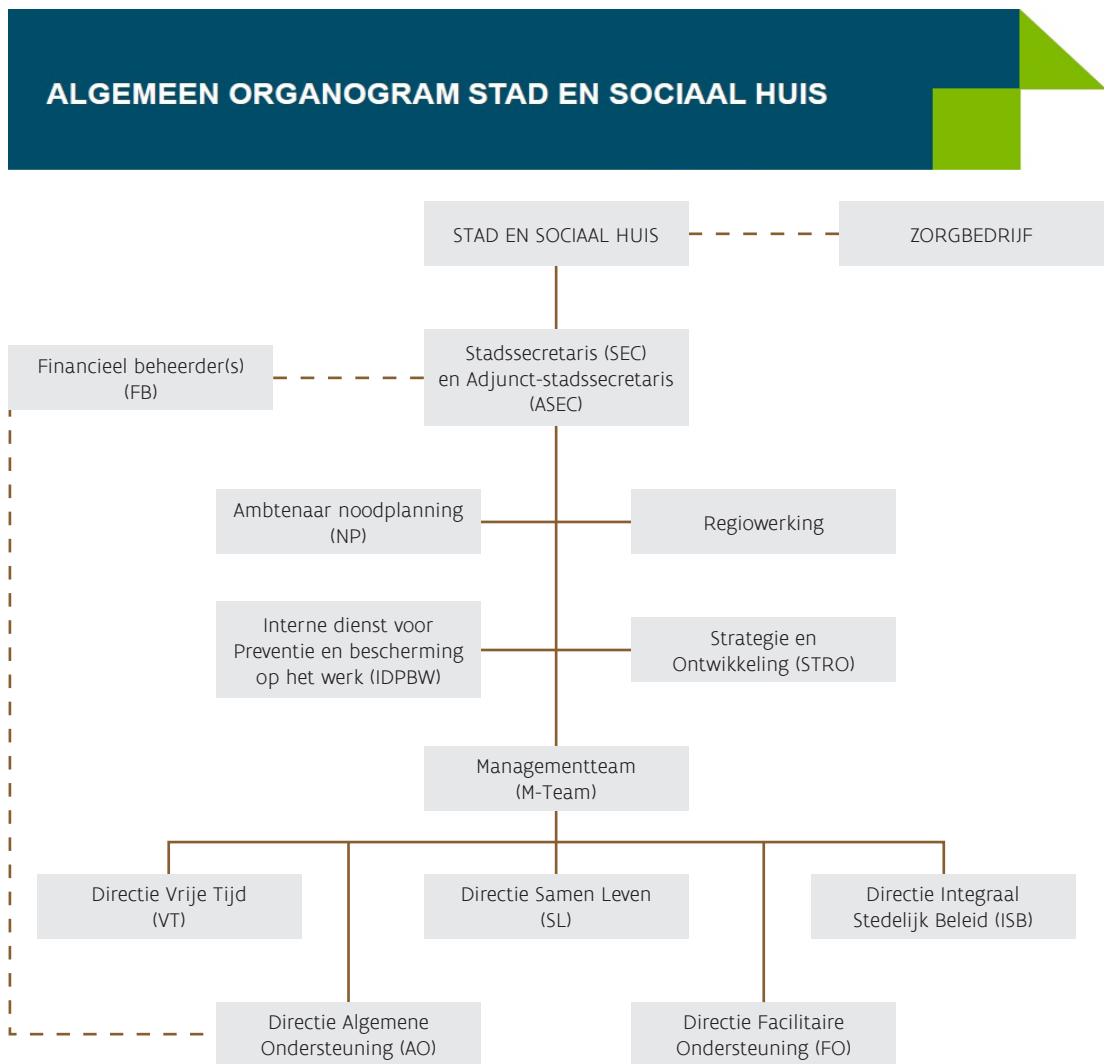 ALGEMEEN ORGANOGRAM STAD EN SOCIAAL HUIS
STAD EN SOCIAAL HUIS
ZORGBEDRIJF
Financieel beheerder(s)
(FB)
Stadssecretaris (SEC)
en Adjunct-stadssecretaris
(ASEC)
Ambtenaar noodplanning
(NP)
Regiowerking
Interne dienst voor
Preventie en bescherming
op het werk (IDPBW)
Strategie en
Ontwikkeling (STRO)
Managementteam
(M-Team)
Directie Vrije Tijd
(VT)
Directie Samen Leven
(SL)
Directie Integraal
Stedelijk Beleid (ISB)
Directie Algemene
Ondersteuning (AO)
Directie Facilitaire
Ondersteuning (FO)